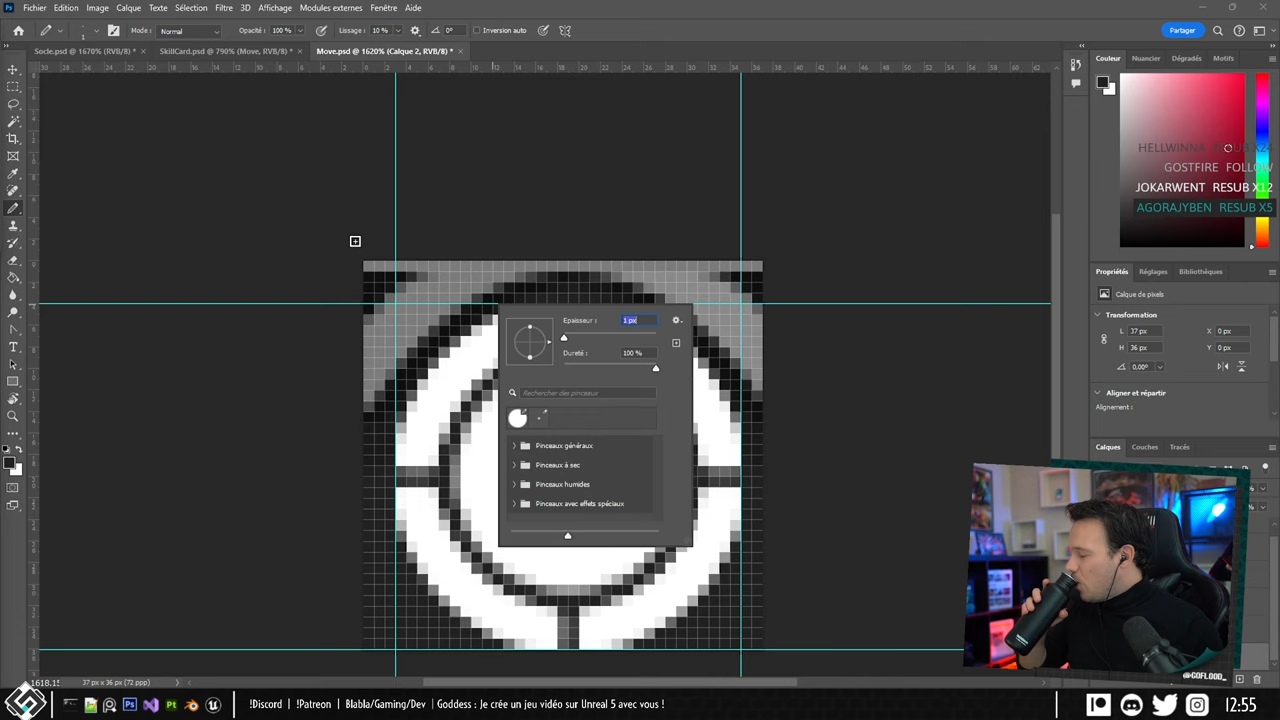 Ps Fichier Edition Image Calque Texte Sélection Filtre 3D Affichage Modules externes Fenêtre Aide
Mode : Normal Opacité : 100 % Lissage : 10 % 0° Inversion auto Partager
Socle.psd @ 1670% (RVB/8) * × SkillCard.psd @ 790% (Move, RVB/8) * × Move.psd @ 1620% (Calque 2, RVB/8) * ×
Couleur Nuancier Dégradés Motifs
GOSTFIRE FOLLOW
JOKARWENT RESUB X12
AGORAJYBEN RESUB X5
Propriétés Réglages Bibliothèques
Calque de pixels
Transformation
L 37 px X 0 px
H 36 px Y 0 px
0,00°
Aligner et répartir
Alignement :
Calques Couches Tracés
Epaisseur : 1 px
Dureté : 100 %
Rechercher des pinceaux
Pinceaux généraux
Pinceaux à sec
Pinceaux humides
Pinceaux avec effets spéciaux
37 px x 36 px (72 ppp)
@GOFLOOD_
!Discord | !Patreon | Blabla/Gaming/Dev | Goddess : Je crée un jeu vidéo sur Unreal 5 avec vous !
12:55